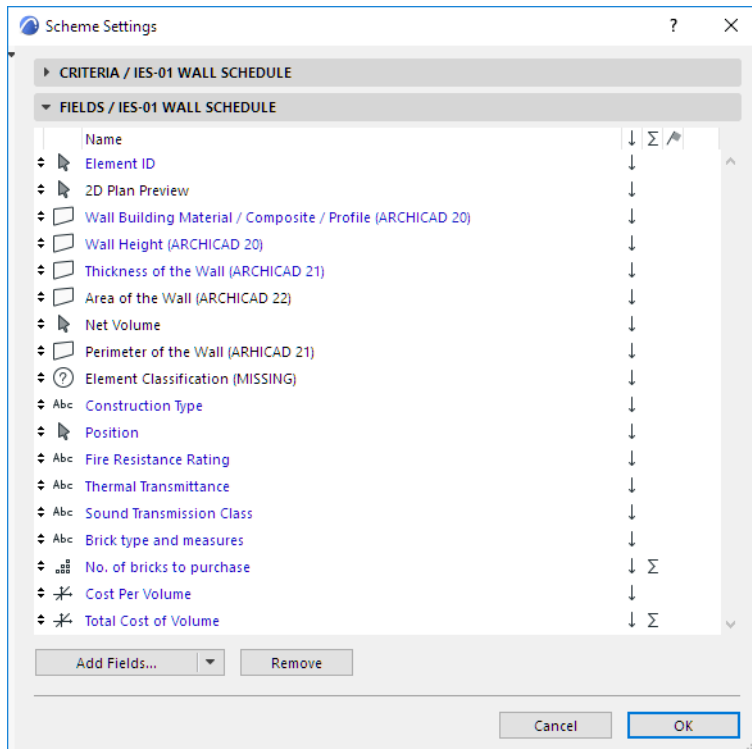 Scheme Settings ? X
CRITERIA / IES-01 WALL SCHEDULE
FIELDS / IES-01 WALL SCHEDULE
Name ↓ Σ
Element ID ↓
2D Plan Preview ↓
Wall Building Material / Composite / Profile (ARCHICAD 20) ↓
Wall Height (ARCHICAD 20) ↓
Thickness of the Wall (ARHICAD 21) ↓
Area of the Wall (ARCHICAD 22) ↓
Net Volume ↓
Perimeter of the Wall (ARHICAD 21) ↓
? Element Classification (MISSING) ↓
Abc Construction Type ↓
Position ↓
Abc Fire Resistance Rating ↓
Abc Thermal Transmittance ↓
Abc Sound Transmission Class ↓
Abc Brick type and measures ↓
No. of bricks to purchase ↓ Σ
Cost Per Volume ↓
Total Cost of Volume ↓ Σ
Add Fields... Remove
Cancel OK